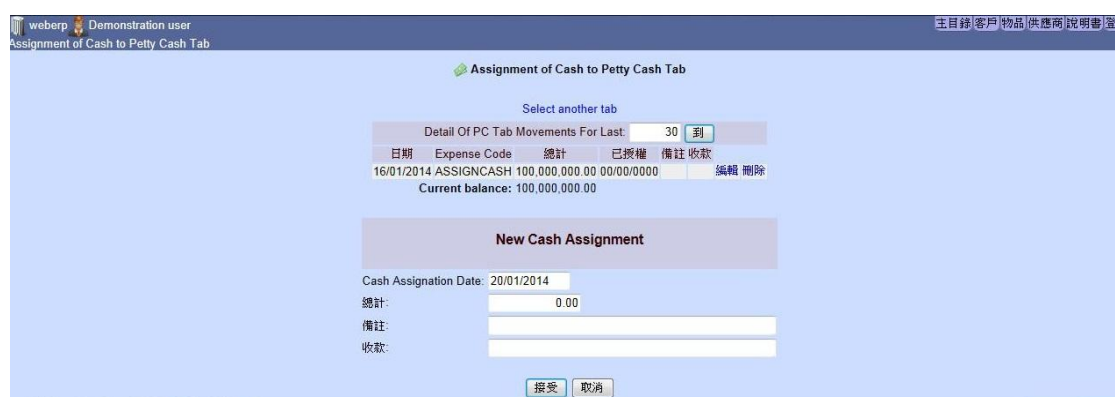 weberp Demonstration user 主目錄 客戶 物品 供應商 說明書 登
Assignment of Cash to Petty Cash Tab
Assignment of Cash to Petty Cash Tab
Select another tab
Detail Of PC Tab Movements For Last: 30 到
日期 Expense Code 總計 已授權 備註 收款
16/01/2014 ASSIGNCASH 100,000,000.00 00/00/0000 編輯 刪除
Current balance: 100,000,000.00
New Cash Assignment
Cash Assignation Date: 20/01/2014
總計: 0.00
備註:
收款:
接受 取消